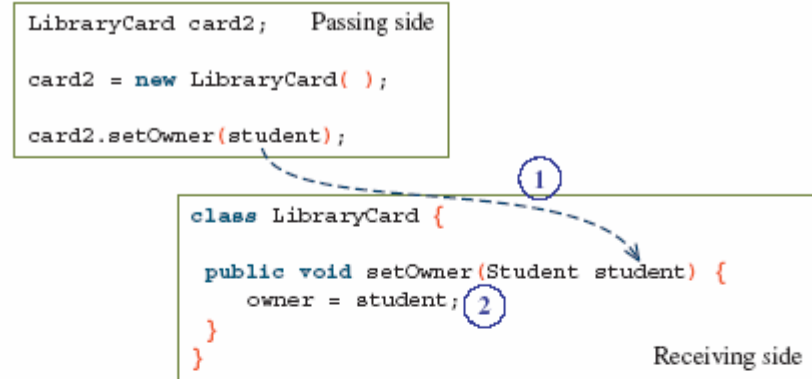 LibraryCard card2; Passing side
card2 = new LibraryCard( );
card2.setOwner(student);
1
class LibraryCard {
public void setOwner(Student student) {
owner = student; 2
}
}
Receiving side